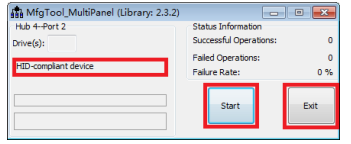 MfgTool_MultiPanel (Library: 2.3.2)
Hub 4--Port 2
Drive(s):
HID-compliant device
Status Information
Successful Operations: 0
Failed Operations: 0
Failure Rate: 0 %
Start
Exit